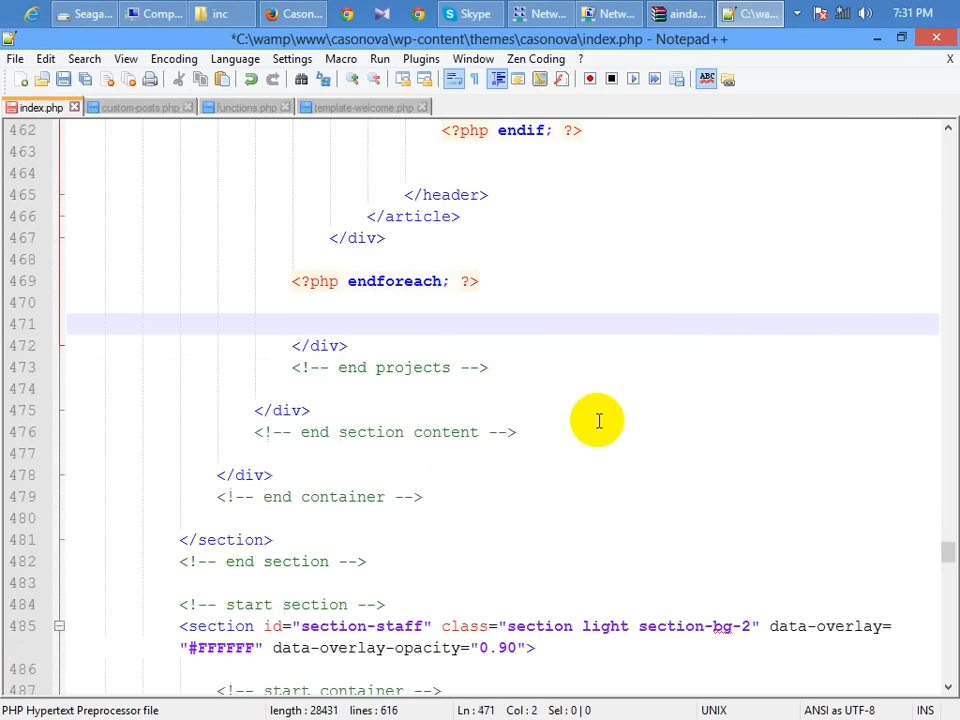 Seaga... Comp... inc Cason... Skype Netw... Netw... ainda... C:\wa... 7:31 PM
*C:\wamp\www\casonova\wp-content\themes\casonova\index.php - Notepad++
File Edit Search View Encoding Language Settings Macro Run Plugins Window Zen Coding ? X
index.php custom-posts.php functions.php template-welcome.php
462 <?php endif; ?>
463
464
465 </header>
466 </article>
467 </div>
468
469 <?php endforeach; ?>
470
471
472 </div>
473 <!-- end projects -->
474
475 </div>
476 <!-- end section content -->
477
478 </div>
479 <!-- end container -->
480
481 </section>
482 <!-- end section -->
483
484 <!-- start section -->
485 <section id="section-staff" class="section light section-bg-2" data-overlay=
"#FFFFFF" data-overlay-opacity="0.90">
486
487 <!-- start container -->
PHP Hypertext Preprocessor file length : 28431 lines : 616 Ln : 471 Col : 2 Sel : 0 | 0 UNIX ANSI as UTF-8 INS